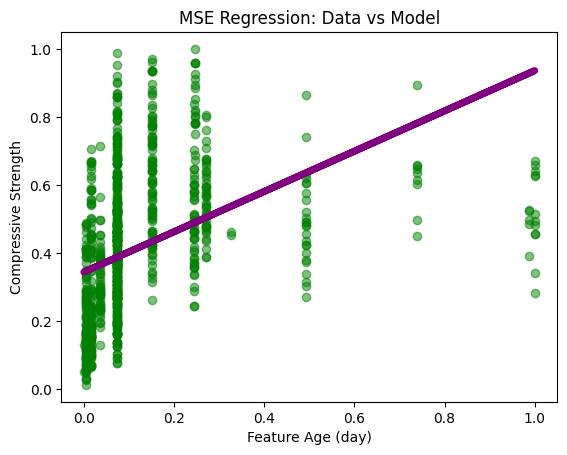 MSE Regression: Data vs Model
Compressive Strength
1.0
0.8
0.6
0.4
0.2
0.0
0.0 0.2 0.4 0.6 0.8 1.0
Feature Age (day)